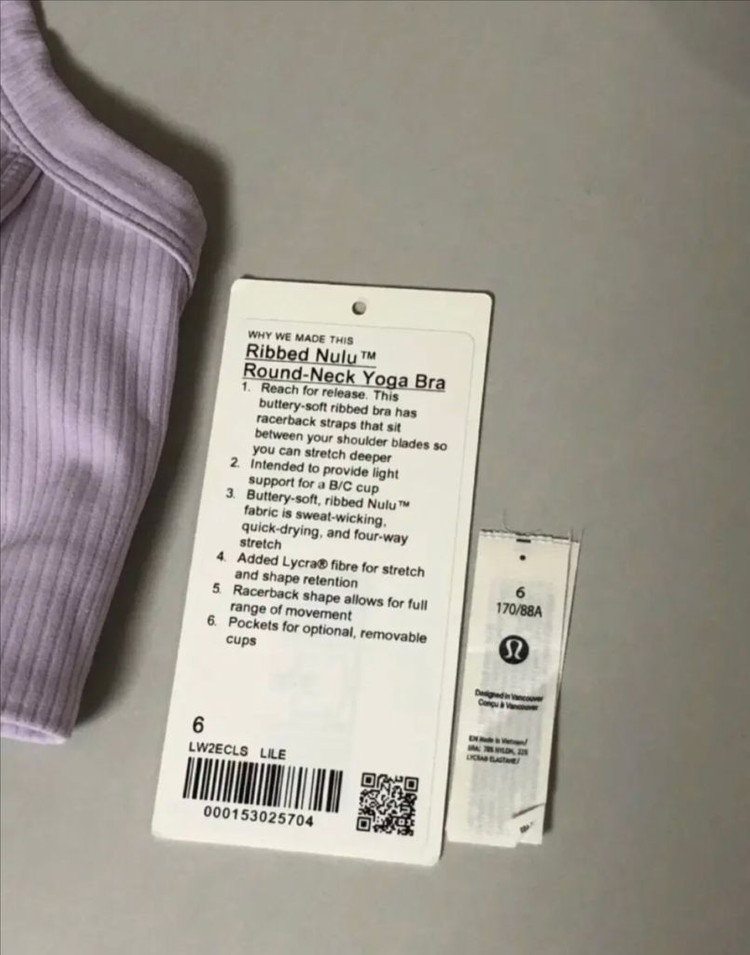 WHY WE MADE THIS
Ribbed Nulu™
Round-Neck Yoga Bra
1. Reach for release. This
buttery-soft ribbed bra has
racerback straps that sit
between your shoulder blades so
you can stretch deeper
2. Intended to provide light
support for a B/C cup
3. Buttery-soft, ribbed Nulu™
fabric is sweat-wicking,
quick-drying, and four-way
stretch
4. Added Lycra® fibre for stretch
and shape retention
5. Racerback shape allows for full
range of movement
6. Pockets for optional, removable
cups
6
LW2ECLS LILE
000153025704
6
170/88A
Designed in Vancouver
Conçu à Vancouver
Made in Vietnam/